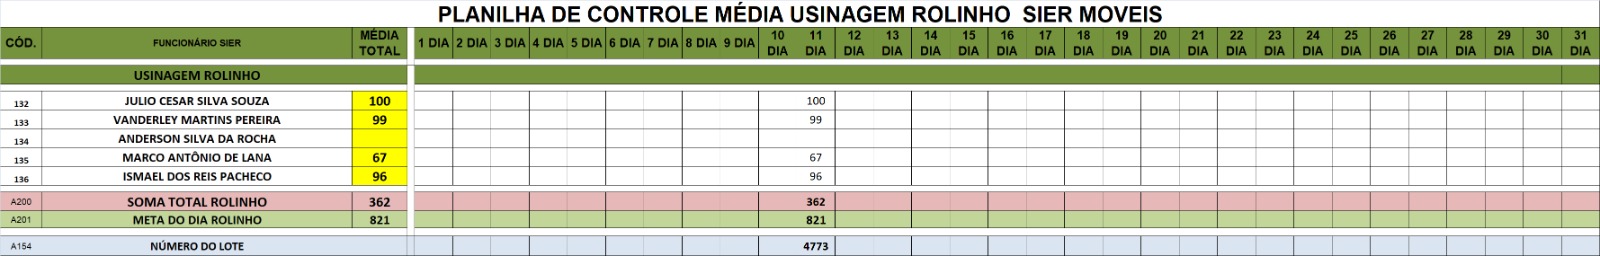 PLANILHA DE CONTROLE MÉDIA USINAGEM ROLINHO SIER MOVEIS
CÓD. FUNCIONÁRIO SIER MÉDIA TOTAL 1 DIA 2 DIA 3 DIA 4 DIA 5 DIA 6 DIA 7 DIA 8 DIA 9 DIA 10 DIA 11 DIA 12 DIA 13 DIA 14 DIA 15 DIA 16 DIA 17 DIA 18 DIA 19 DIA 20 DIA 21 DIA 22 DIA 23 DIA 24 DIA 25 DIA 26 DIA 27 DIA 28 DIA 29 DIA 30 DIA 31 DIA
USINAGEM ROLINHO
132 JULIO CESAR SILVA SOUZA 100 100
133 VANDERLEY MARTINS PEREIRA 99 99
134 ANDERSON SILVA DA ROCHA
135 MARCO ANTÔNIO DE LANA 67 67
136 ISMAEL DOS REIS PACHECO 96 96
A200 SOMA TOTAL ROLINHO 362 362
A201 META DO DIA ROLINHO 821 821
A154 NÚMERO DO LOTE 4773